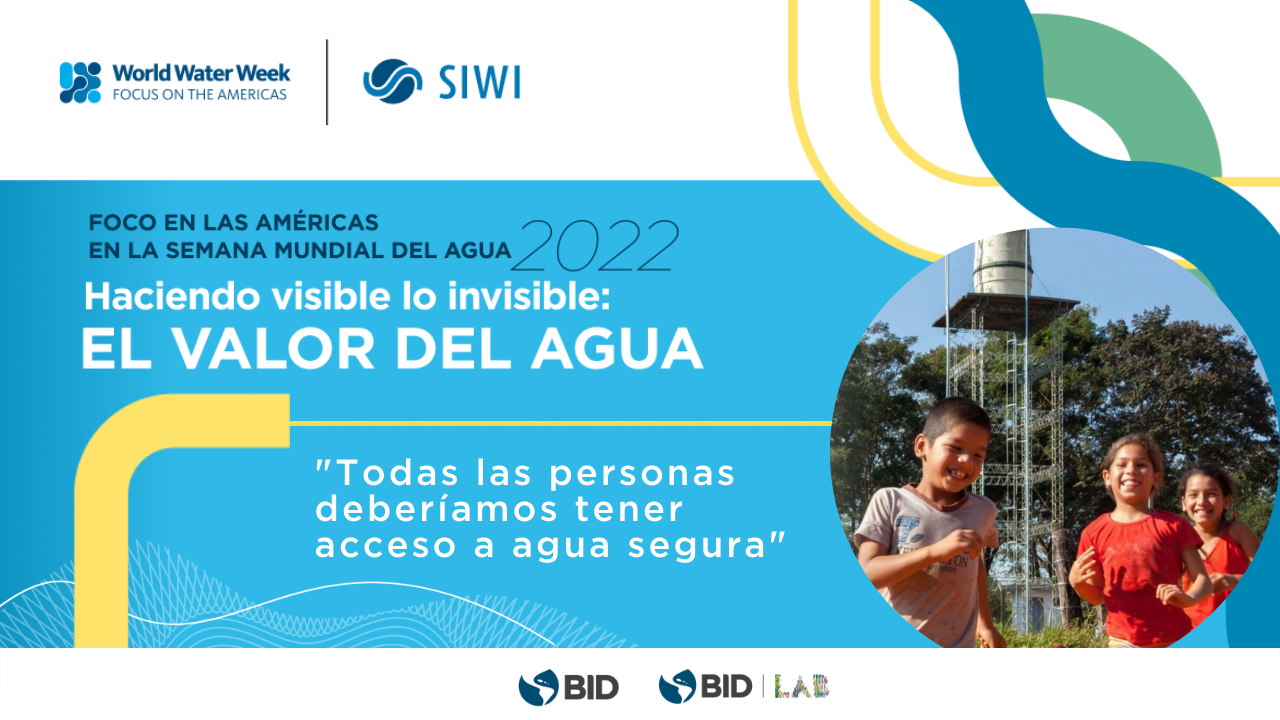 World Water Week
FOCUS ON THE AMERICAS
SIWI
FOCO EN LAS AMÉRICAS
EN LA SEMANA MUNDIAL DEL AGUA 2022
Haciendo visible lo invisible:
EL VALOR DEL AGUA
"Todas las personas
deberíamos tener
acceso a agua segura"
BID
BID LAB